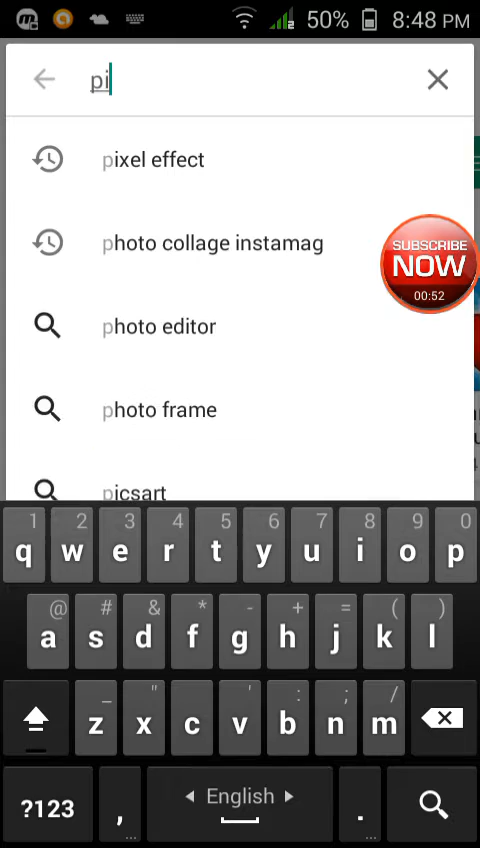 50% 8:48 PM
pi
pixel effect
photo collage instamag
SUBSCRIBE
NOW
00:52
photo editor
photo frame
picsart
1 2 3 4 5 6 7 8 9 0
q w e r t y u i o p
@ # & * - + = ( )
a s d f g h j k l
_ " ' : ; /
z x c v b n m
?123 , English .